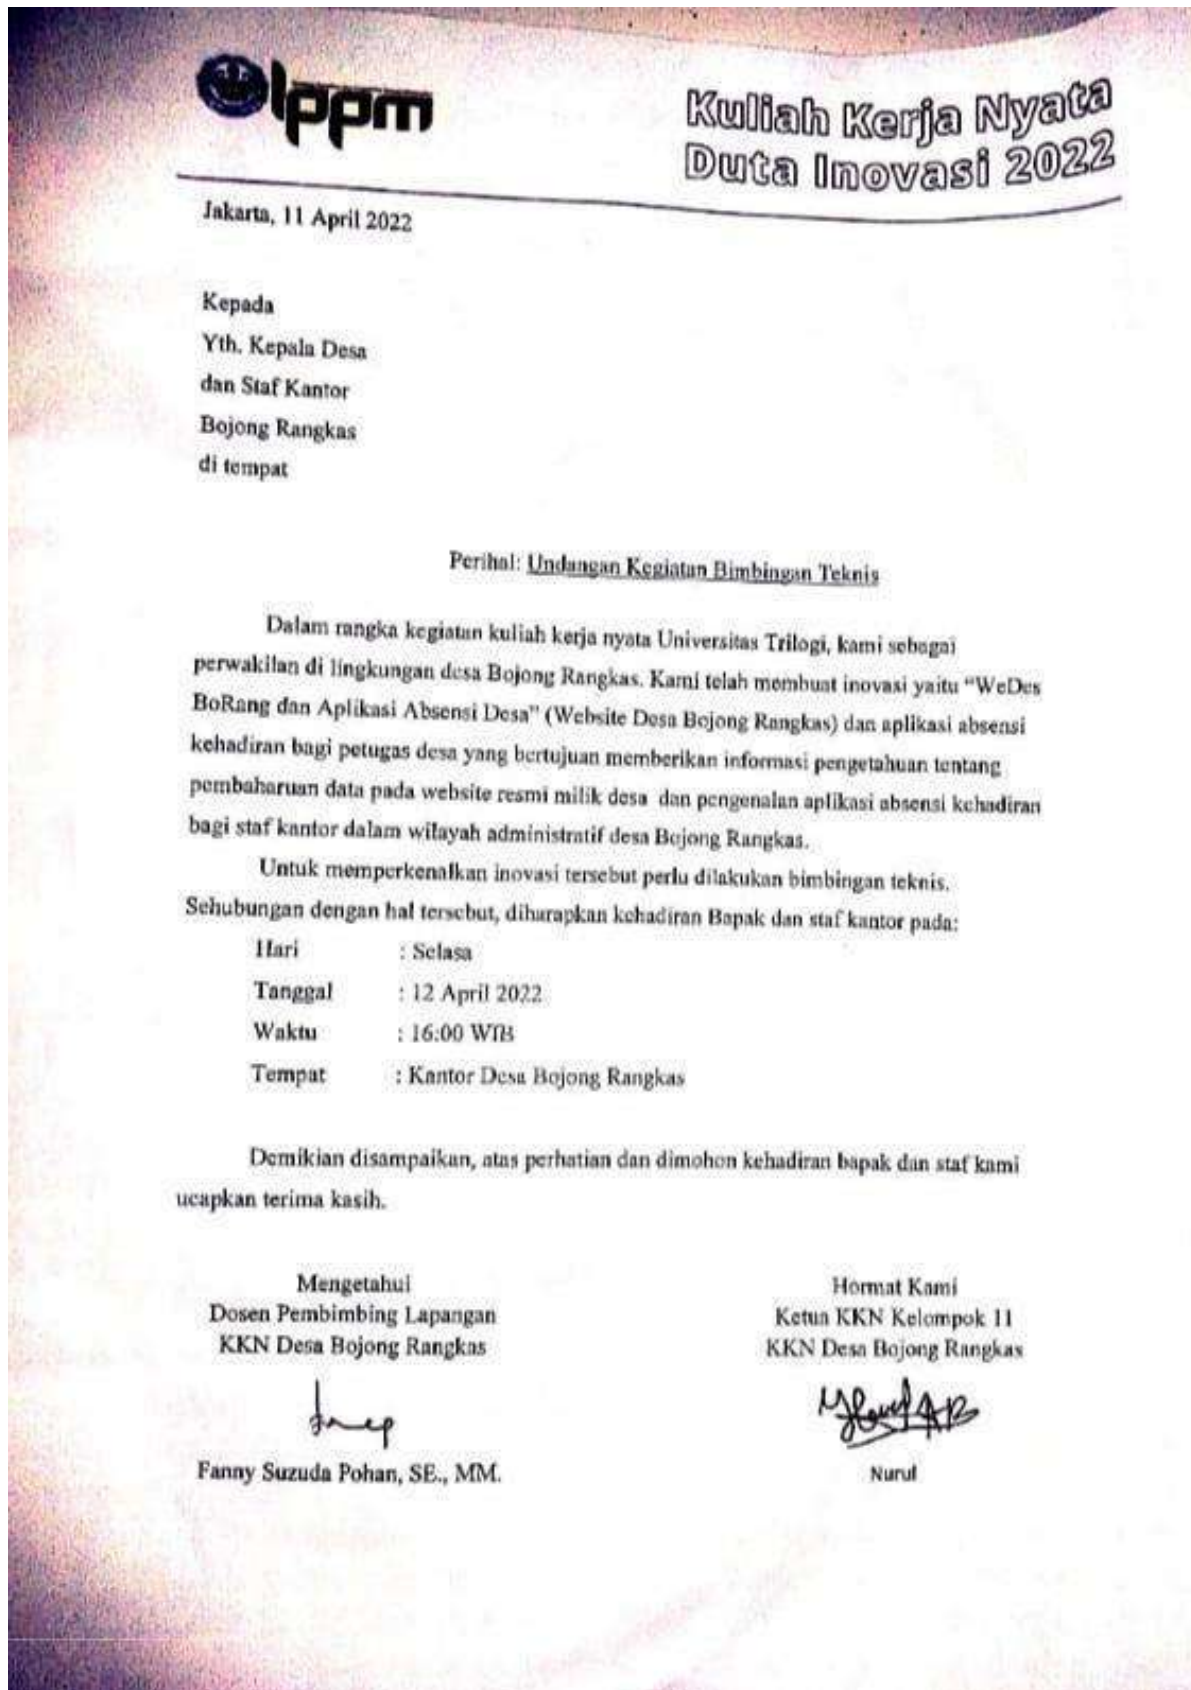 lppm
Kuliah Kerja Nyata
Duta Inovasi 2022
Jakarta, 11 April 2022
Kepada
Yth. Kepala Desa
dan Staf Kantor
Bojong Rangkas
di tempat
Perihal: Undangan Kegiatan Bimbingan Teknis
Dalam rangka kegiatan kuliah kerja nyata Universitas Trilogi, kami sebagai
perwakilan di lingkungan desa Bojong Rangkas. Kami telah membuat inovasi yaitu “WeDes
BoRang dan Aplikasi Absensi Desa” (Website Desa Bojong Rangkas) dan aplikasi absensi
kehadiran bagi petugas desa yang bertujuan memberikan informasi pengetahuan tentang
pembaharuan data pada website resmi milik desa dan pengenalan aplikasi absensi kehadiran
bagi staf kantor dalam wilayah administratif desa Bojong Rangkas.
Untuk memperkenalkan inovasi tersebut perlu dilakukan bimbingan teknis.
Sehubungan dengan hal tersebut, diharapkan kehadiran Bapak dan staf kantor pada:
Hari : Selasa
Tanggal : 12 April 2022
Waktu : 16:00 WIB
Tempat : Kantor Desa Bojong Rangkas
Demikian disampaikan, atas perhatian dan dimohon kehadiran bapak dan staf kami
ucapkan terima kasih.
Mengetahui
Dosen Pembimbing Lapangan
KKN Desa Bojong Rangkas
Fanny Suzuda Pohan, SE., MM.
Hormat Kami
Ketua KKN Kelompok 11
KKN Desa Bojong Rangkas
Nurul